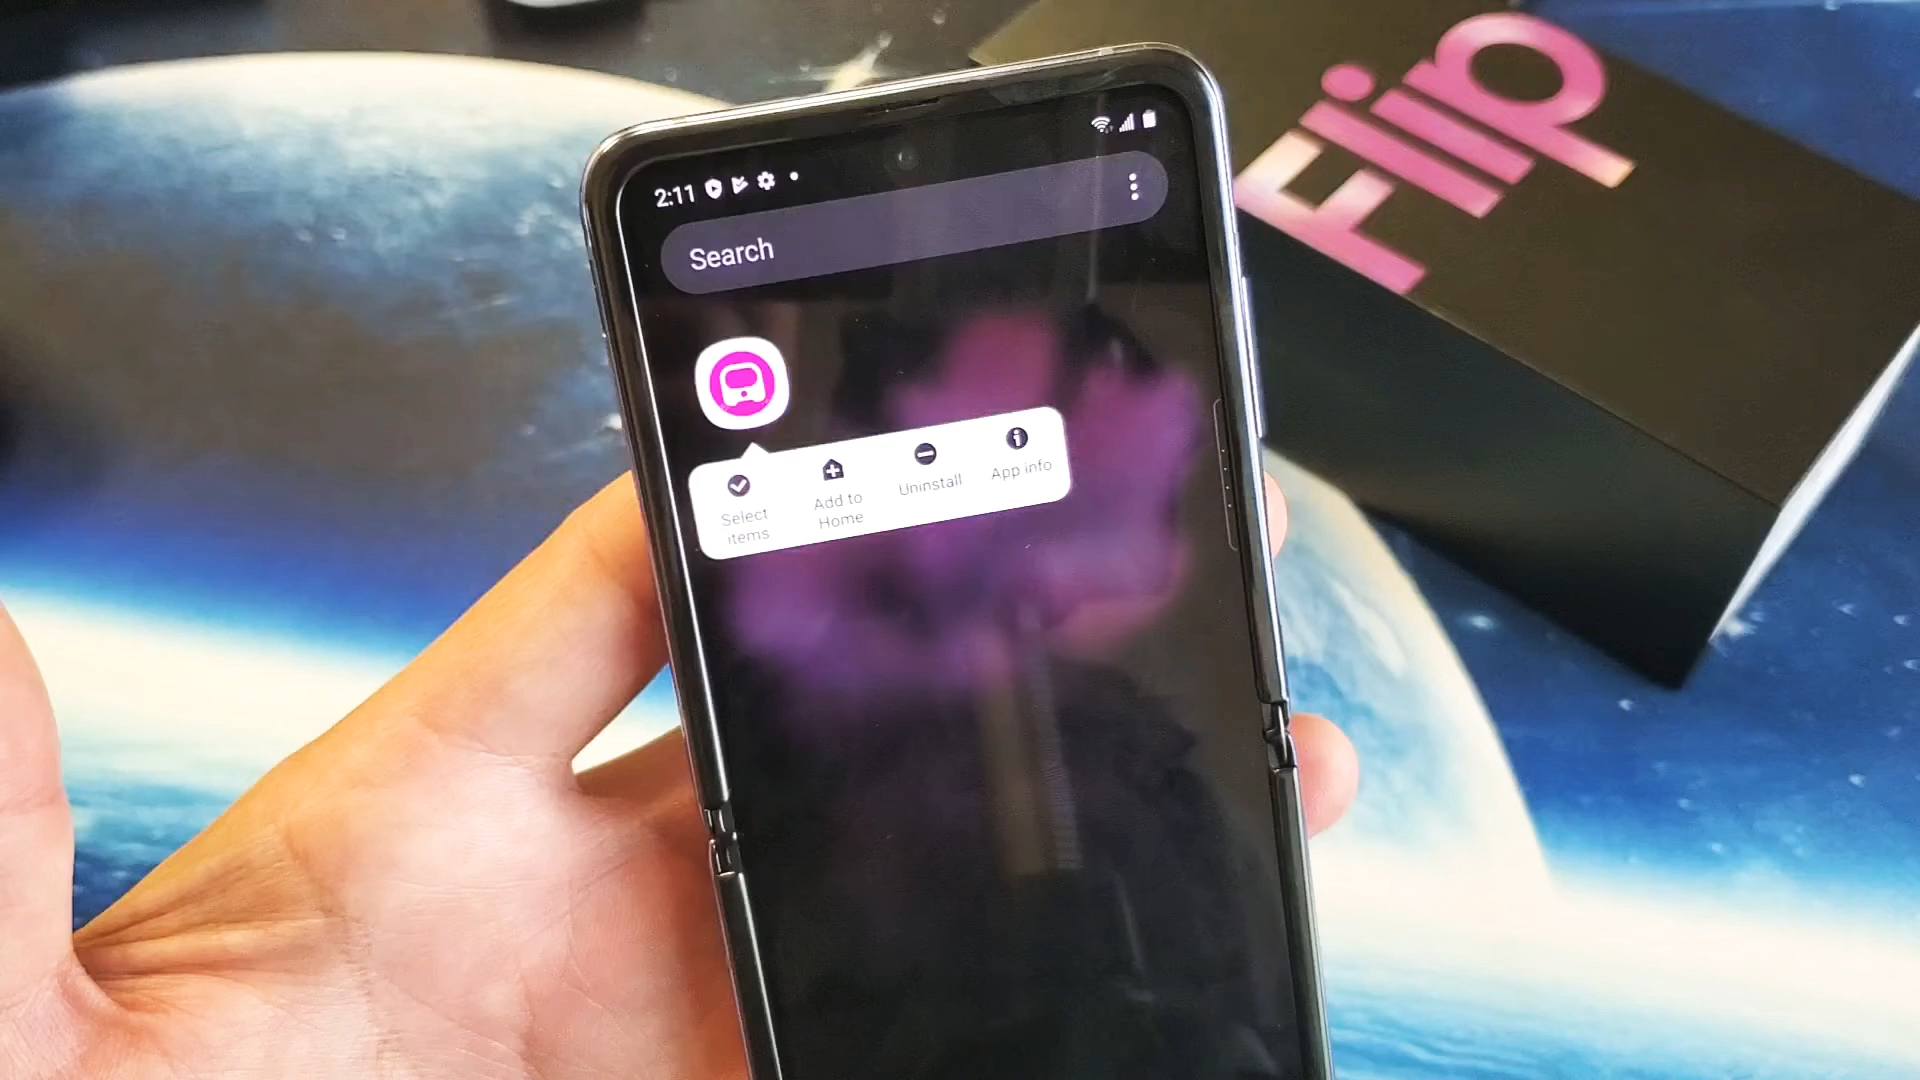 2:11
Search
Select
items
Add to
Home
Uninstall
App info
Flip